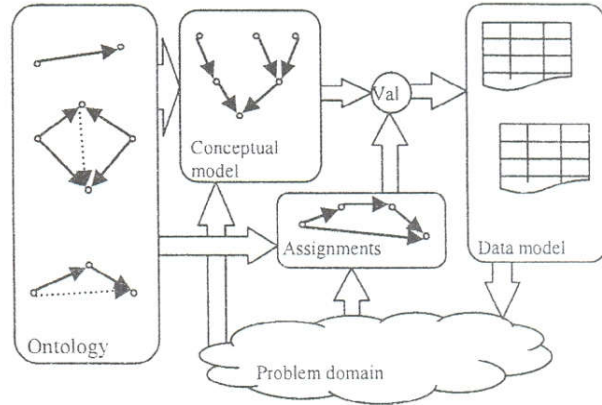 Conceptual
model
Val
Assignments
Data model
Ontology
Problem domain